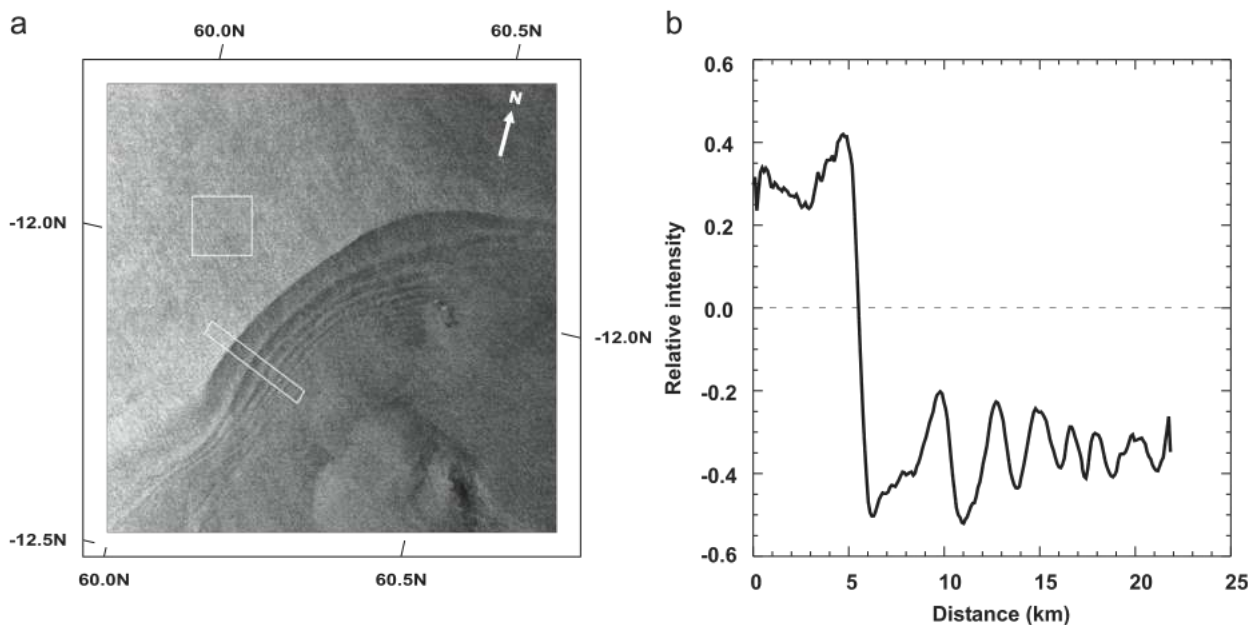 a
60.0N 60.5N
N
-12.0N
-12.0N
-12.5N
60.0N 60.5N
b
0.6
0.4
0.2
0.0
-0.2
-0.4
-0.6
Relative intensity
0 5 10 15 20 25
Distance (km)